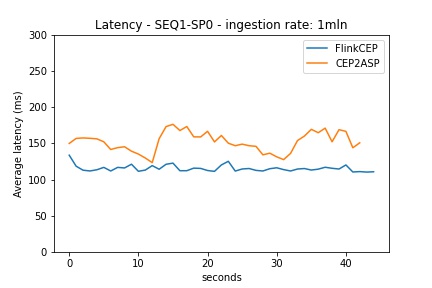 Latency - SEQ1-SP0 - ingestion rate: 1mln
300
250
200
150
100
50
0
Average latency (ms)
FlinkCEP
CEP2ASP
0 10 20 30 40
seconds